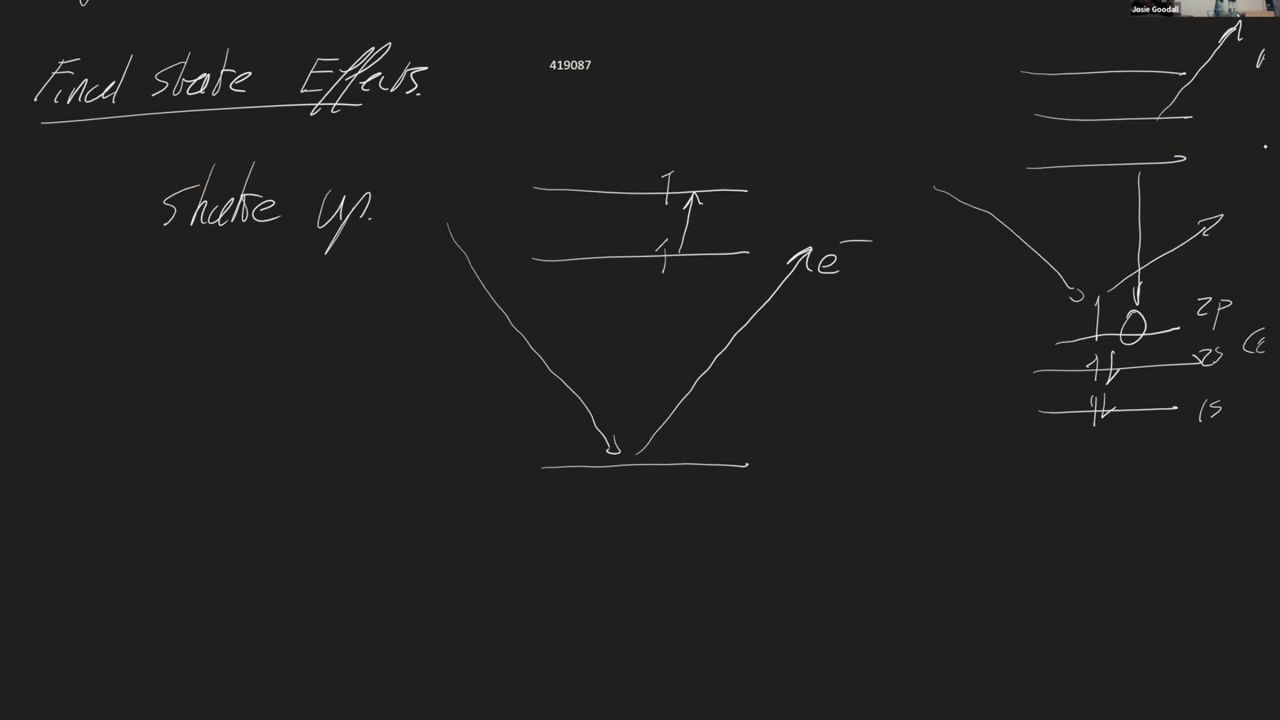 Josie Goodall
Final state Effects.
419087
shake up.
e⁻
2p
2s
1s